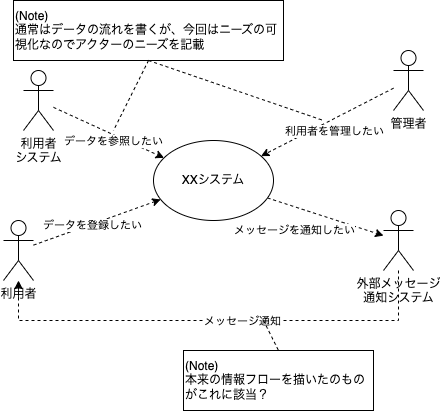 (Note)
通常はデータの流れを書くが、今回はニーズの可
視化なのでアクターのニーズを記載
利用者
システム
データを参照したい
利用者を管理したい
管理者
XXシステム
データを登録したい
メッセージを通知したい
利用者
外部メッセージ
通知システム
メッセージ通知
(Note)
本来の情報フローを描いたのもの
がこれに該当？